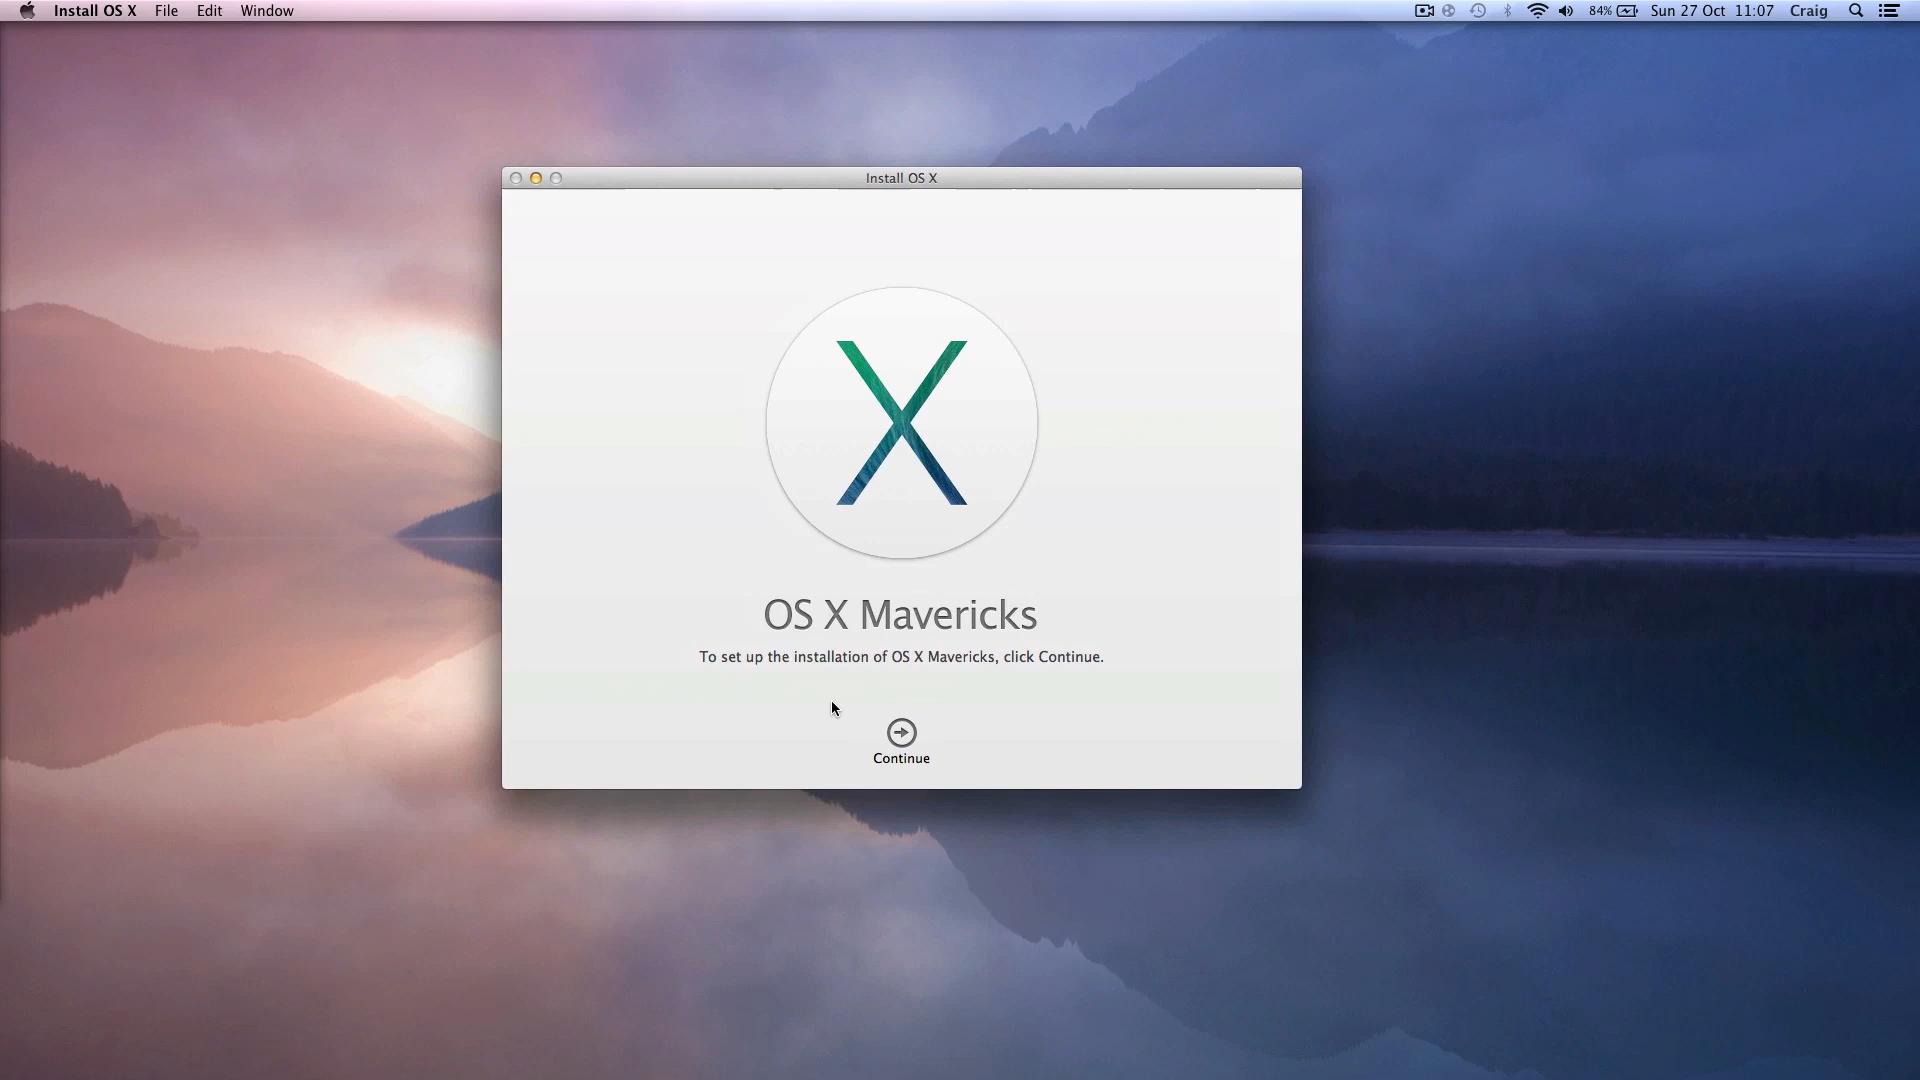 Install OS X File Edit Window 84% Sun 27 Oct 11:07 Craig
Install OS X
X
OS X Mavericks
To set up the installation of OS X Mavericks, click Continue.
Continue